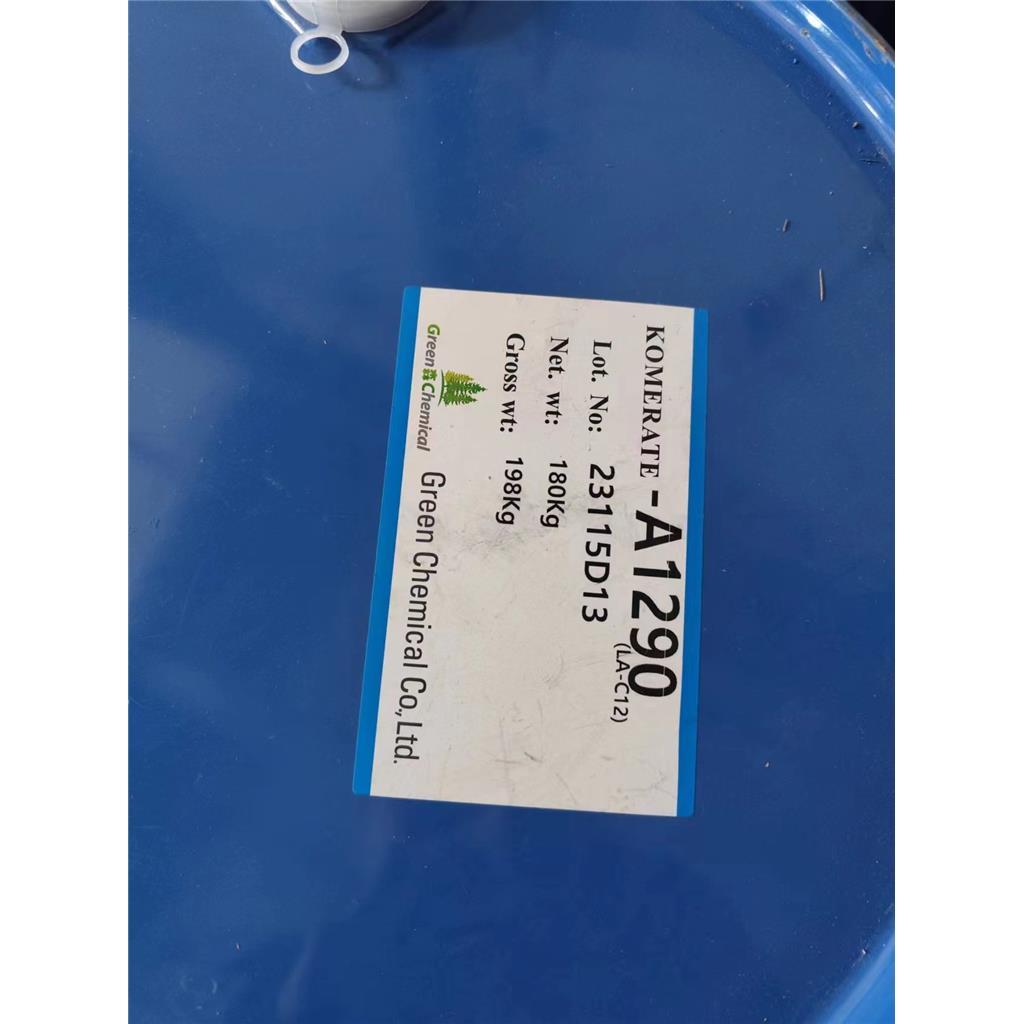 KOMERATE -A1290
(LA-C12)
Lot. No: 23115D13
Net. wt: 180Kg
Gross wt: 198Kg
Green Chemical Green Chemical Co., Ltd.